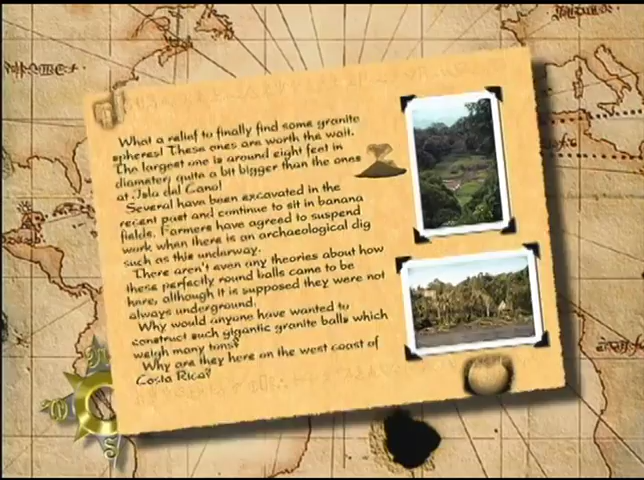 What a relief to finally find some granite
spheres! These ones are worth the wait.
The largest one is around eight feet in
diameter, quite a bit bigger than the ones
at Isla del Cano!
Several have been excavated in the
recent past and continue to sit in banana
fields. Farmers have agreed to suspend
work when there is an archaeological dig
such as this underway.
There aren't even any theories about how
these perfectly round balls came to be
here, although it is supposed they were not
always underground.
Why would anyone have wanted to
construct such gigantic granite balls which
weigh many tons?
Why are they here on the west coast of
Costa Rica?